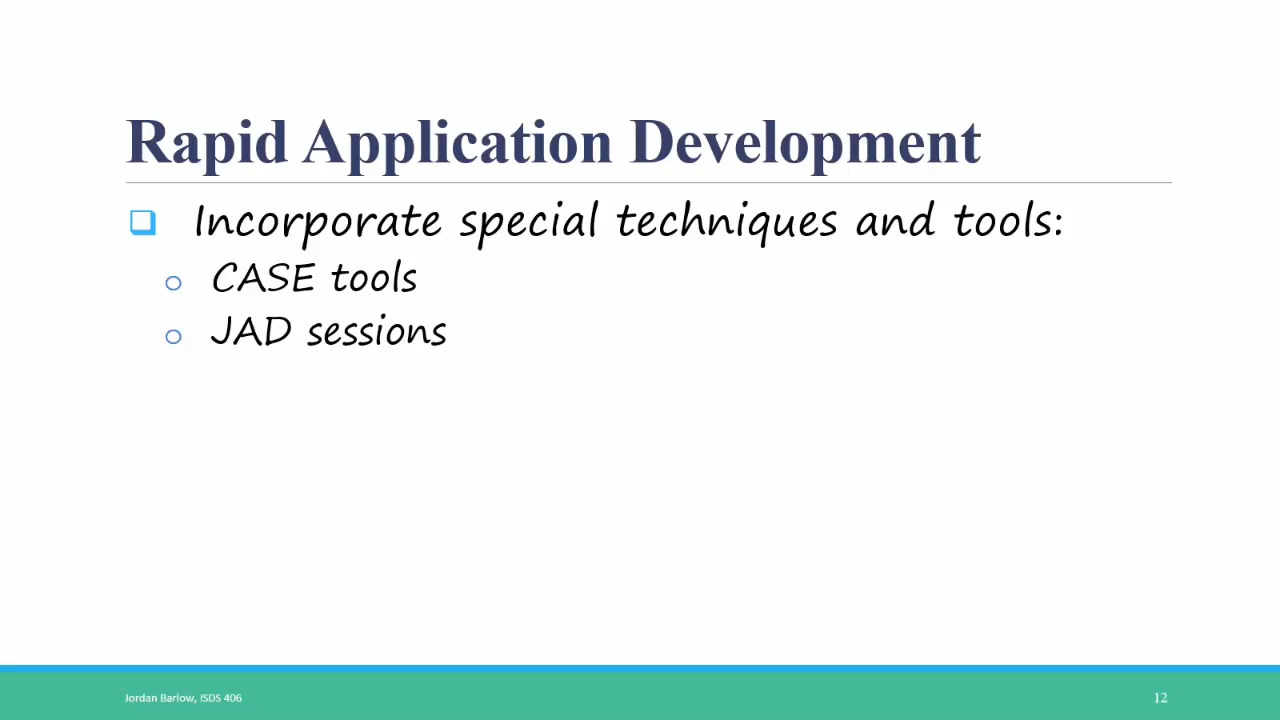 Rapid Application Development
Incorporate special techniques and tools:
CASE tools
JAD sessions
Jordan Barlow, ISDS 406
12